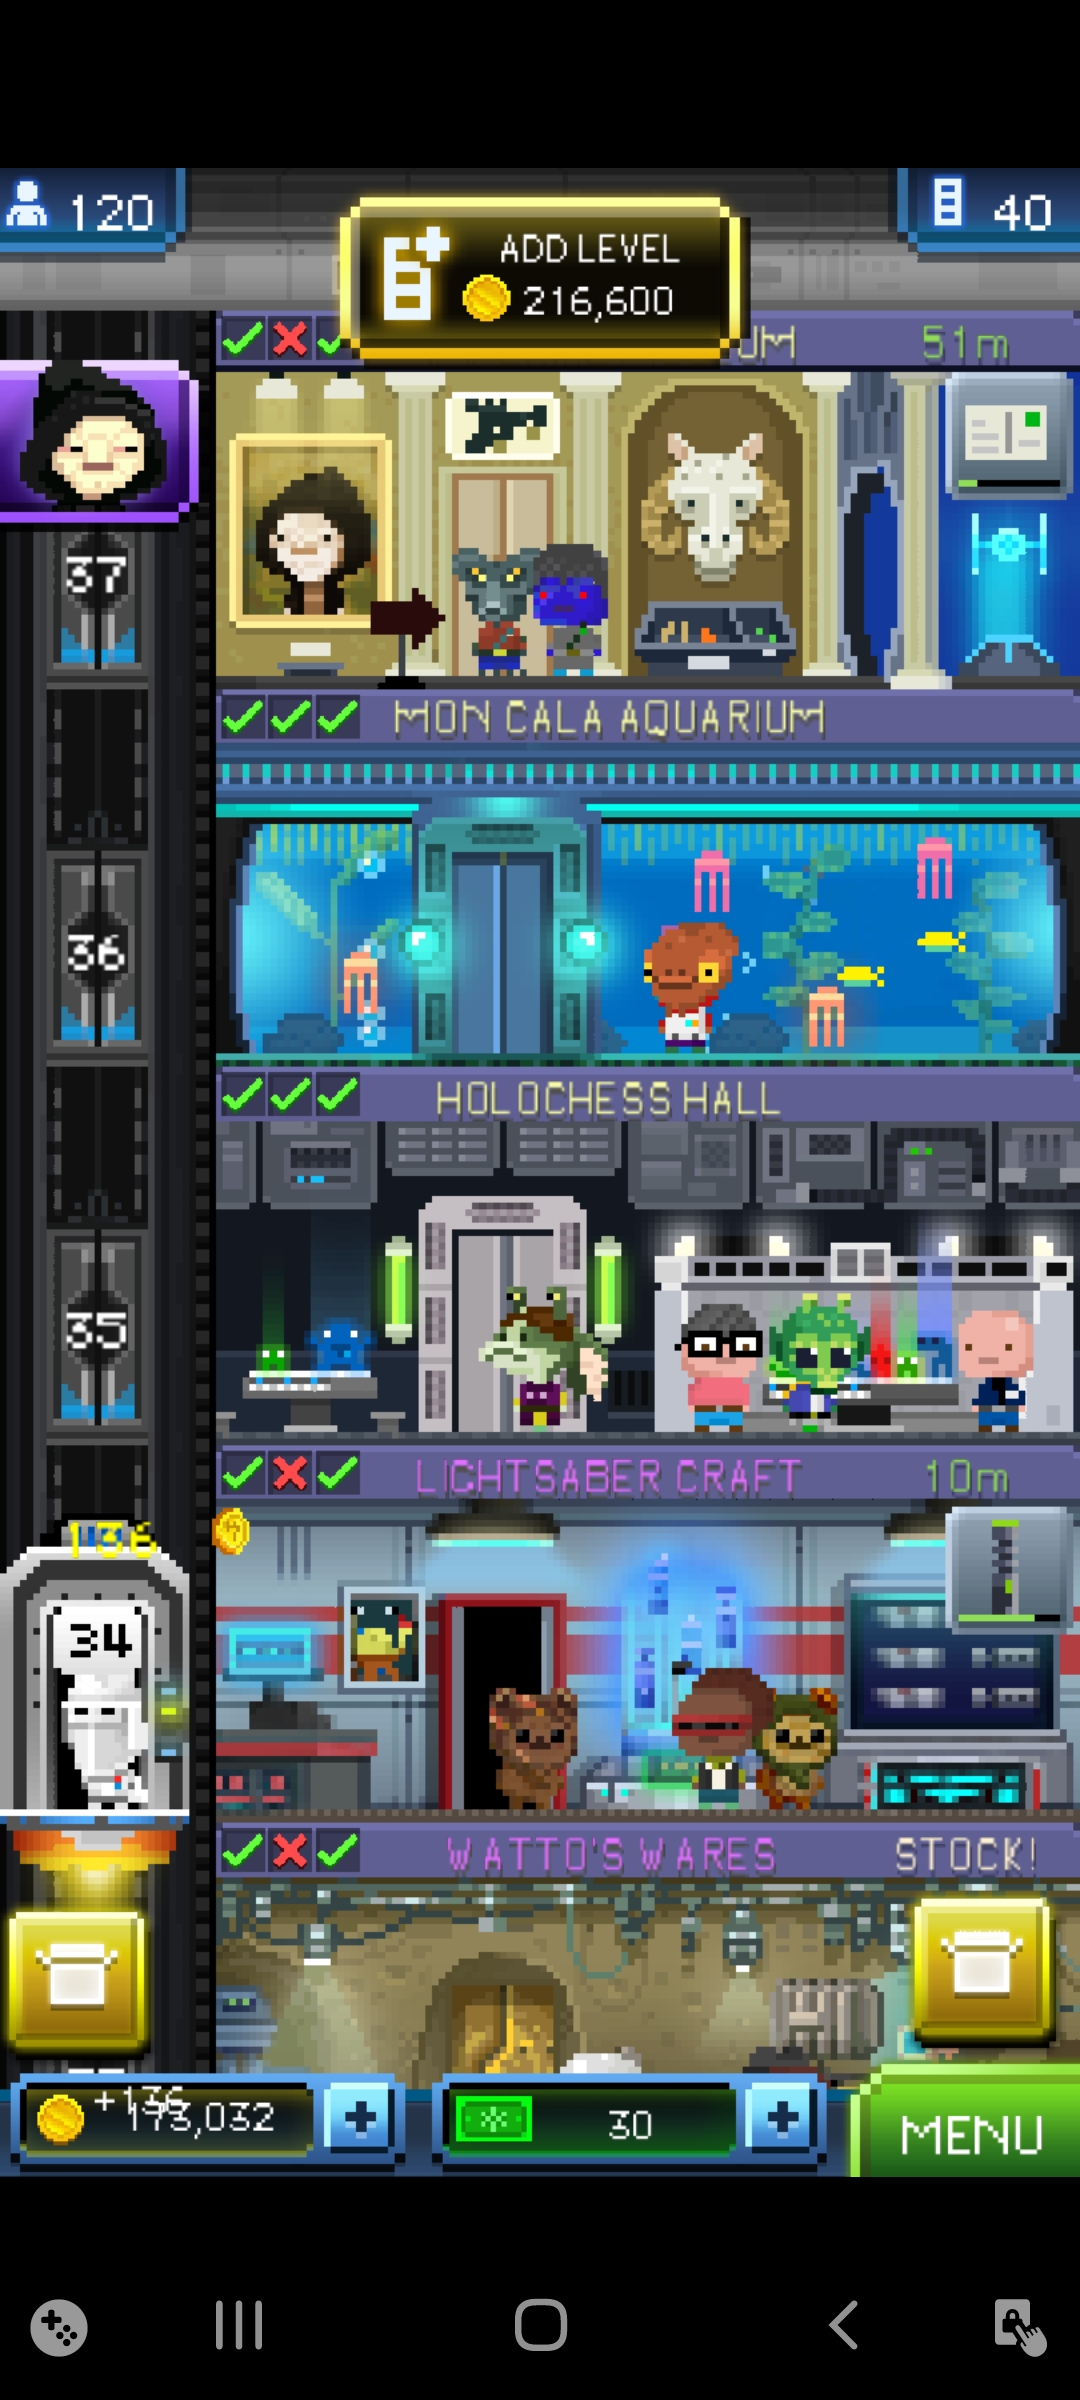 120
ADD LEVEL
216,600
40
UM
51m
37
MON CALA AQUARIUM
36
HOLOCHESS HALL
35
LIGHTSABER CRAFT
10m
136
34
WATTO'S WARES
STOCK!
+136
173,032
30
MENU